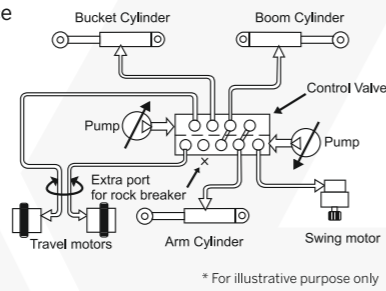 e
Bucket Cylinder
Boom Cylinder
Control Valve
Pump
Pump
Extra port
for rock breaker
Travel motors
Arm Cylinder
Swing motor
* For illustrative purpose only